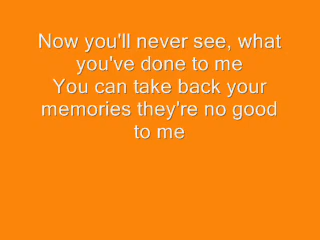 Now you'll never see, what
you've done to me
You can take back your
memories they're no good
to me